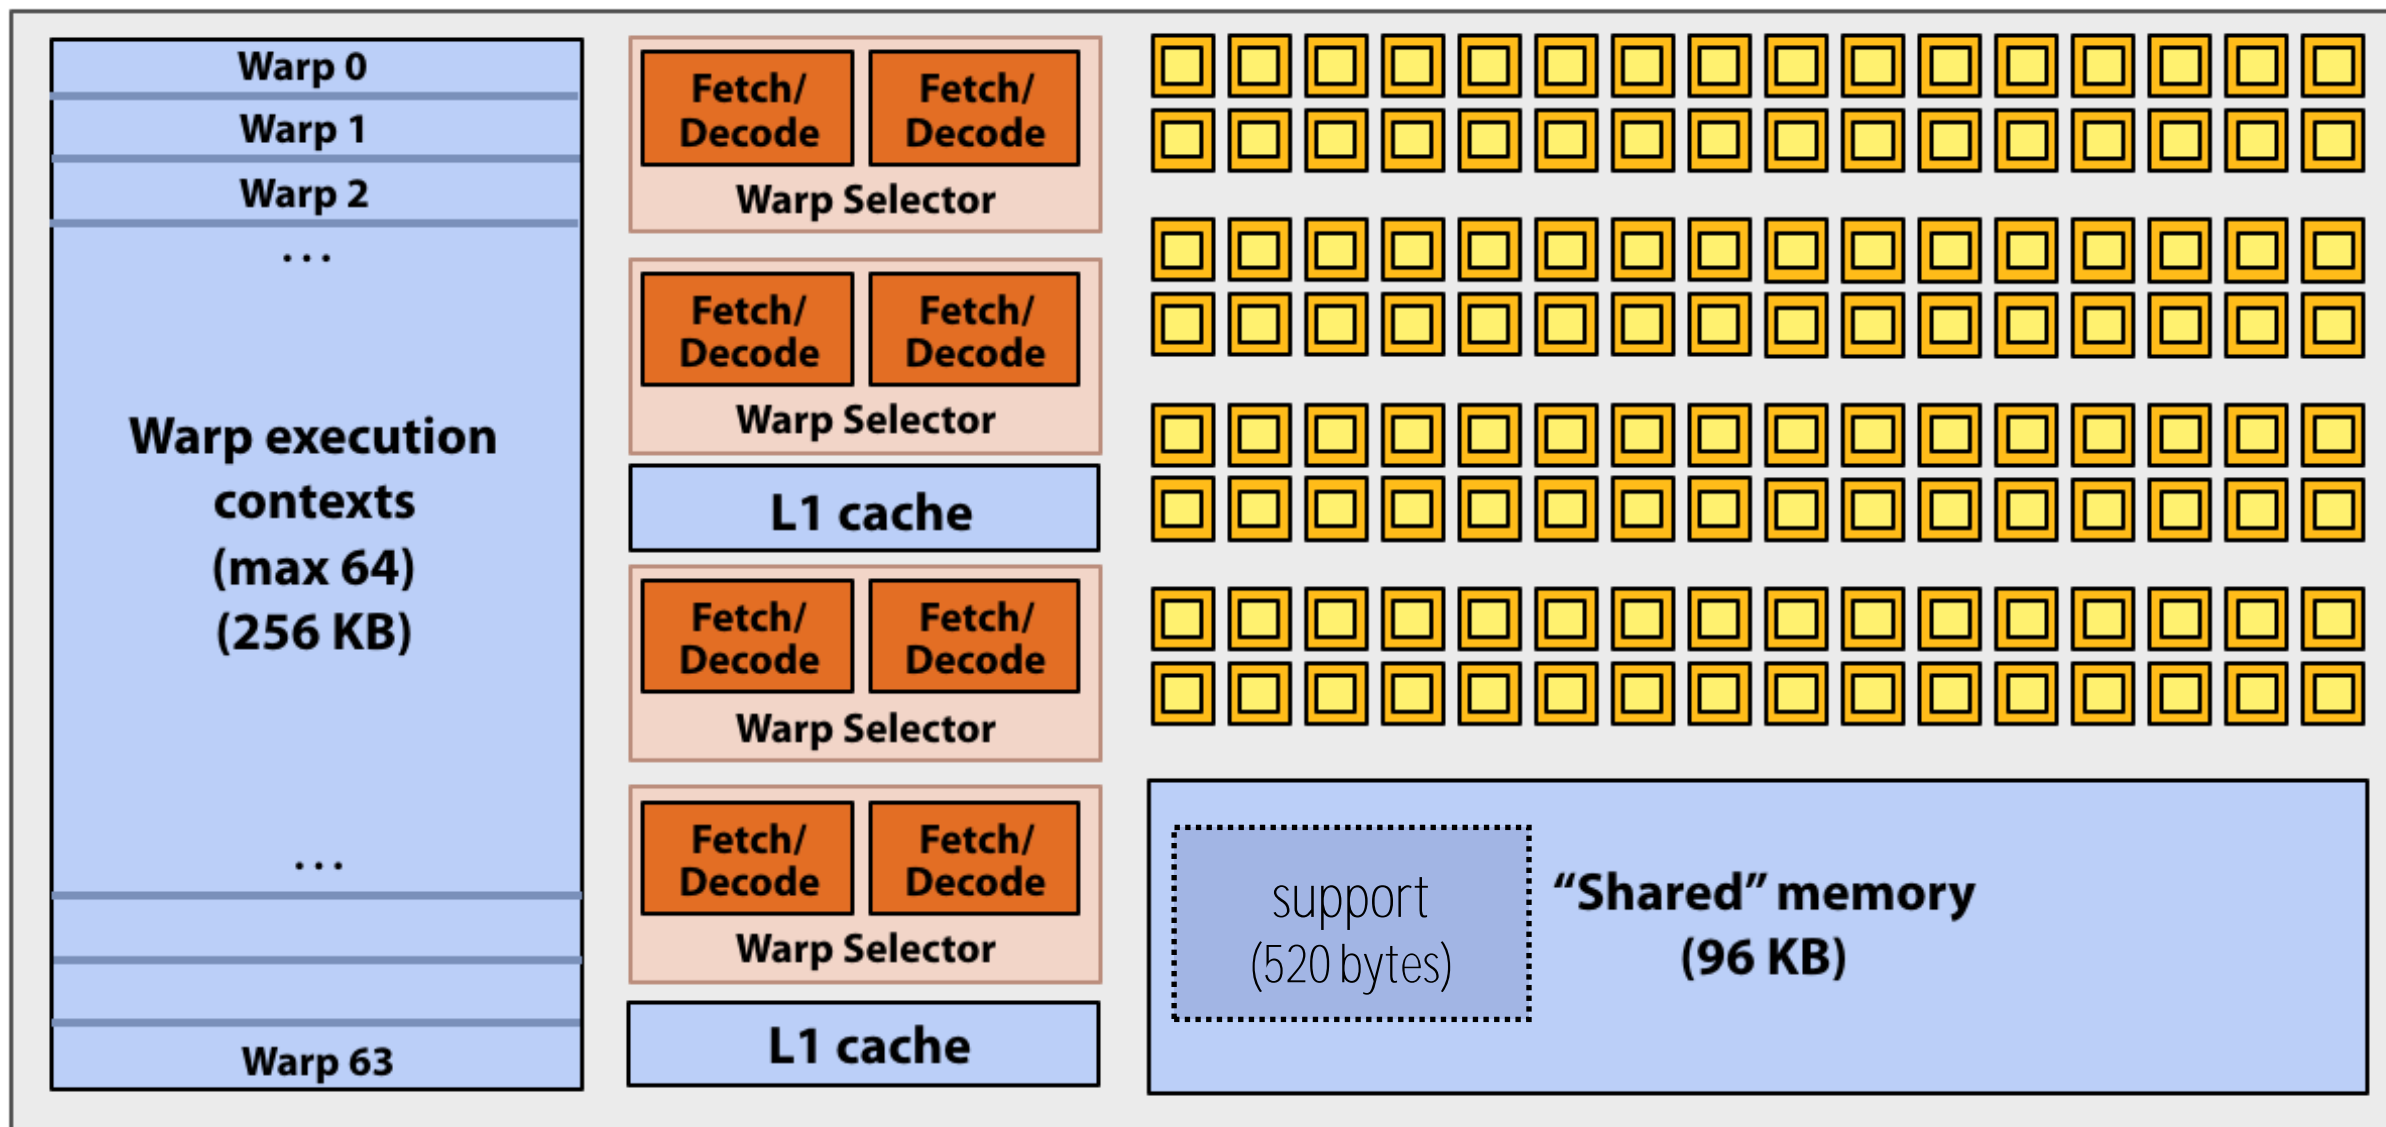 Warp 0
Warp 1
Warp 2
...
Warp execution
contexts
(max 64)
(256 KB)
...
Warp 63
Fetch/
Decode
Fetch/
Decode
Warp Selector
Fetch/
Decode
Fetch/
Decode
Warp Selector
L1 cache
Fetch/
Decode
Fetch/
Decode
Warp Selector
Fetch/
Decode
Fetch/
Decode
Warp Selector
L1 cache
support
(520 bytes)
“Shared” memory
(96 KB)